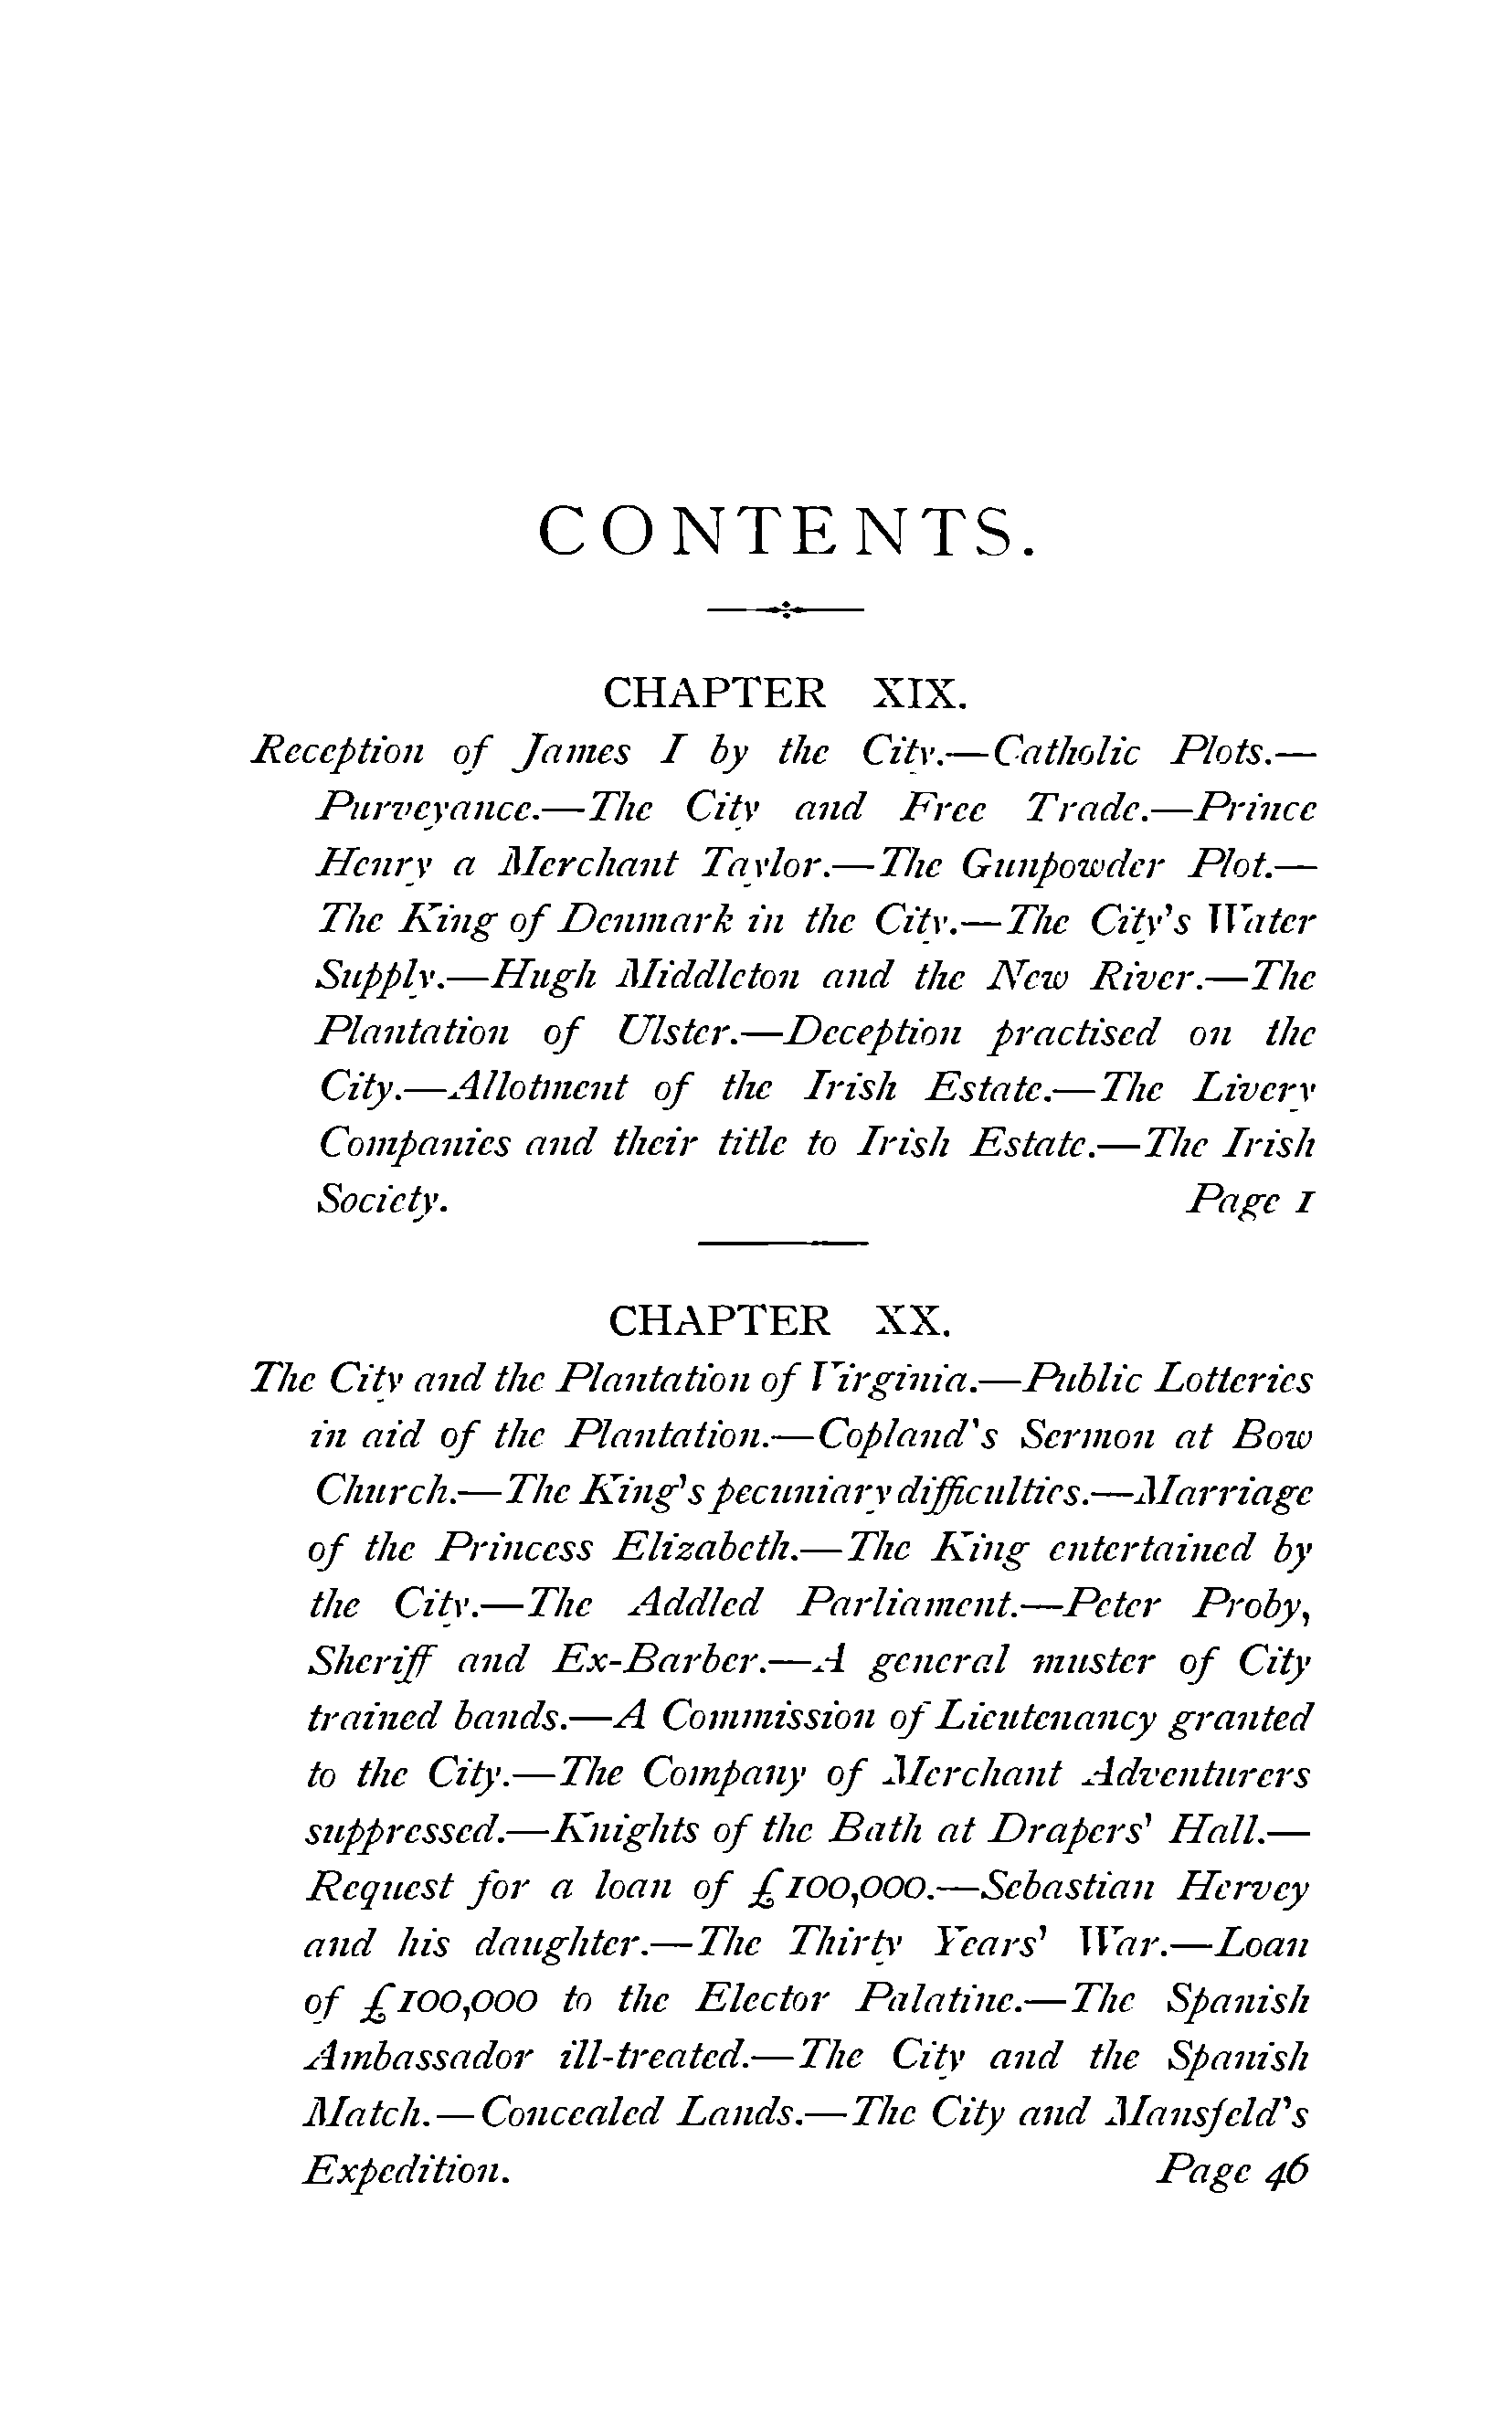 CONTENTS.
CHAPTER XIX.
Reception of James I by the City.—Catholic Plots.—
Purveyance.—The City and Free Trade.—Prince
Henry a Merchant Taylor.—The Gunpowder Plot.—
The King of Denmark in the City.—The City's Water
Supply.—Hugh Middleton and the New River.—The
Plantation of Ulster.—Deception practised on the
City.—Allotment of the Irish Estate.—The Livery
Companies and their title to Irish Estate.—The Irish
Society. Page 1
CHAPTER XX.
The City and the Plantation of Virginia.—Public Lotteries
in aid of the Plantation.—Copland's Sermon at Bow
Church.—The King's pecuniary difficulties.—Marriage
of the Princess Elizabeth.—The King entertained by
the City.—The Addled Parliament.—Peter Proby,
Sheriff and Ex-Barber.—A general muster of City
trained bands.—A Commission of Lieutenancy granted
to the City.—The Company of Merchant Adventurers
suppressed.—Knights of the Bath at Drapers' Hall.—
Request for a loan of £100,000.—Sebastian Hervey
and his daughter.—The Thirty Years' War.—Loan
of £100,000 to the Elector Palatine.—The Spanish
Ambassador ill-treated.—The City and the Spanish
Match.—Concealed Lands.—The City and Mansfeld's
Expedition. Page 46